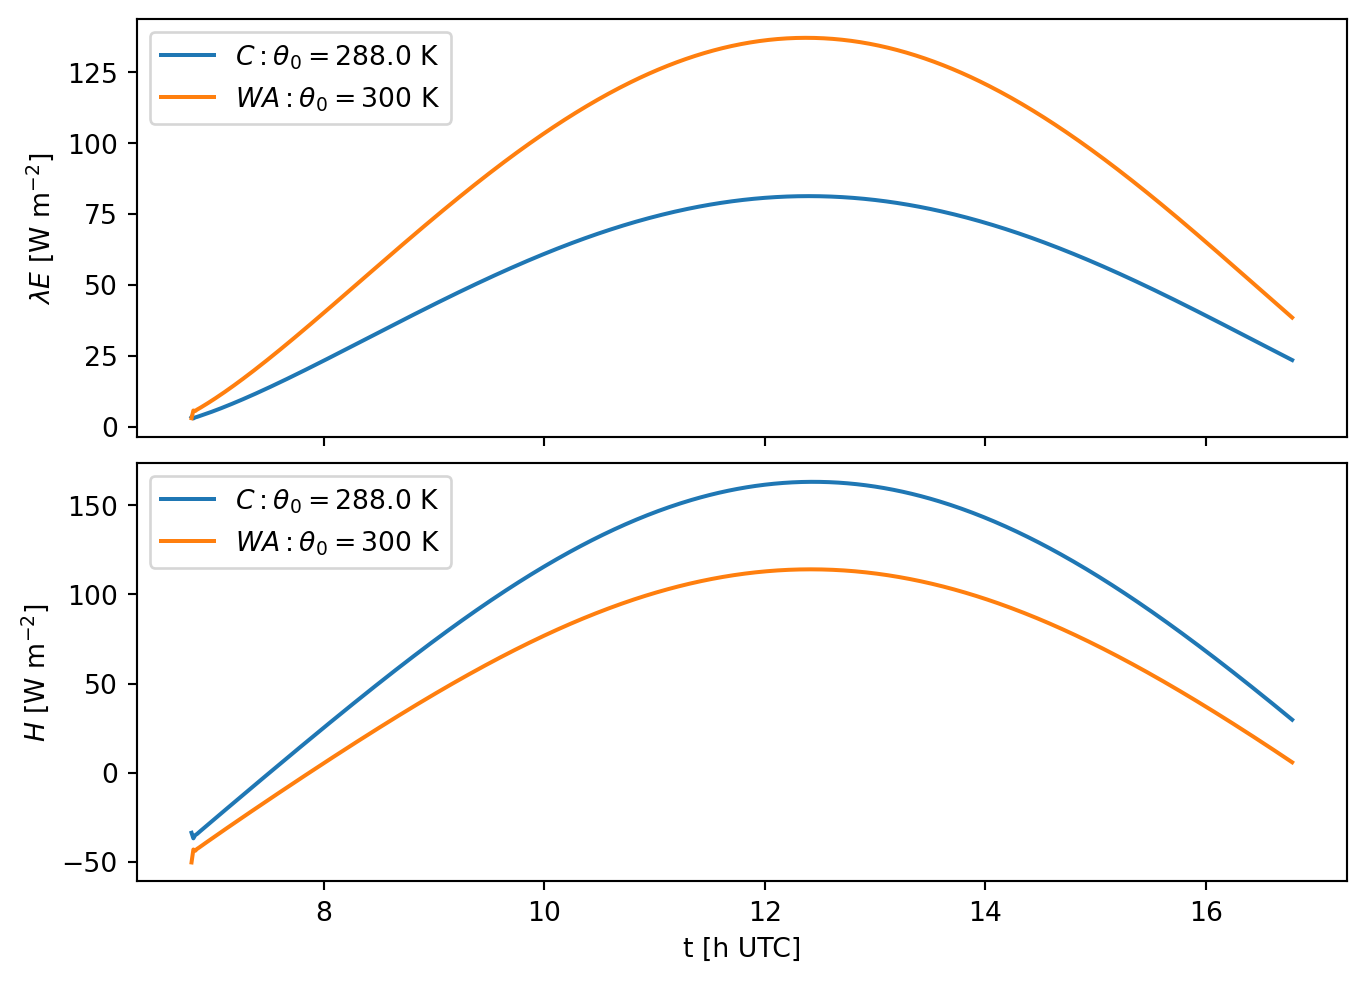 C : θ₀ = 288.0 K
WA : θ₀ = 300 K
λE [W m⁻²]
125
100
75
50
25
0
C : θ₀ = 288.0 K
WA : θ₀ = 300 K
H [W m⁻²]
150
100
50
0
−50
8 10 12 14 16
t [h UTC]